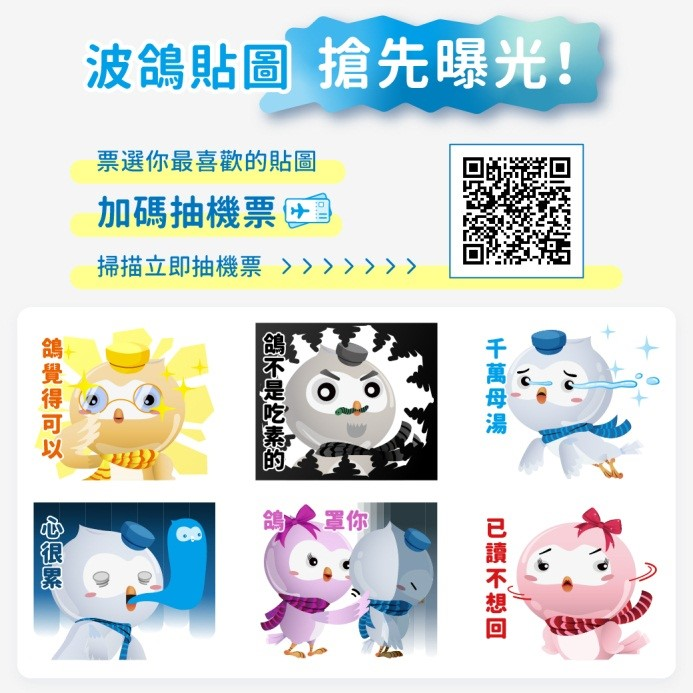 波鴿貼圖 搶先曝光!
票選你最喜歡的貼圖
加碼抽機票
掃描立即抽機票 >>>>>>>
鴿覺得可以
鴿不是吃素的
千萬母湯
心很累
鴿 罩你
已讀不想回